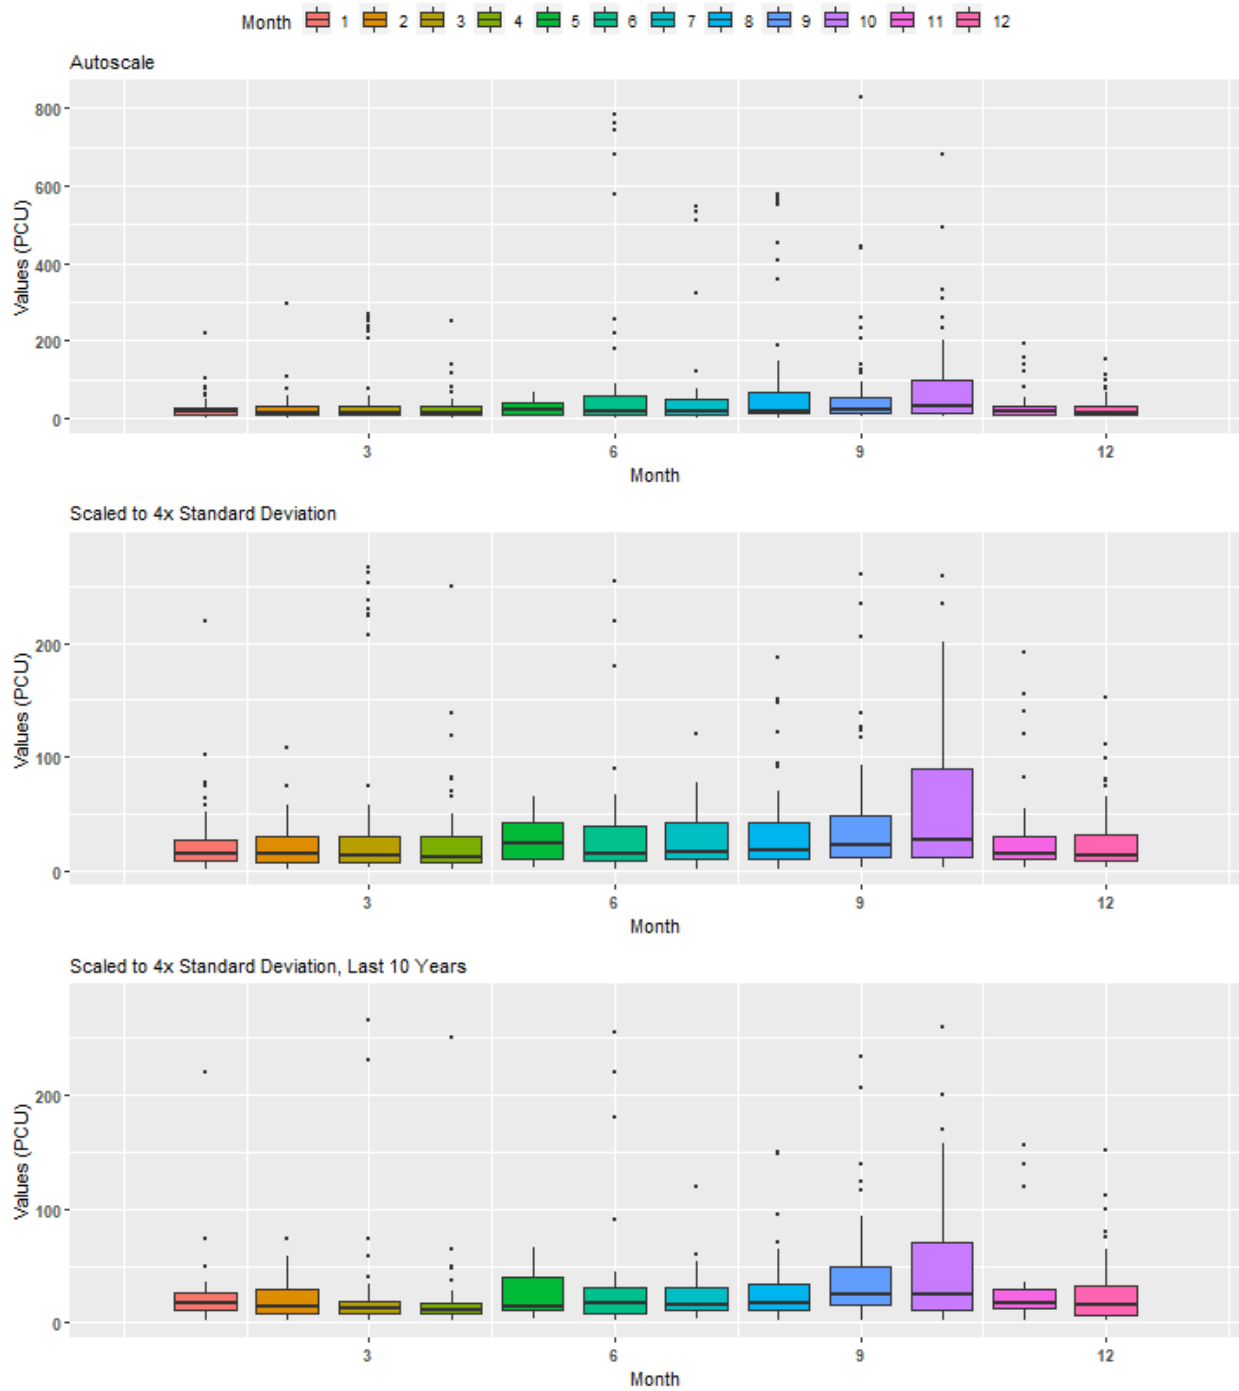 Month 1 2 3 4 5 6 7 8 9 10 11 12
Autoscale
Values (PCU)
800
600
400
200
0
3 6 9 12
Month
Scaled to 4x Standard Deviation
Values (PCU)
200
100
0
3 6 9 12
Month
Scaled to 4x Standard Deviation, Last 10 Years
Values (PCU)
200
100
0
3 6 9 12
Month